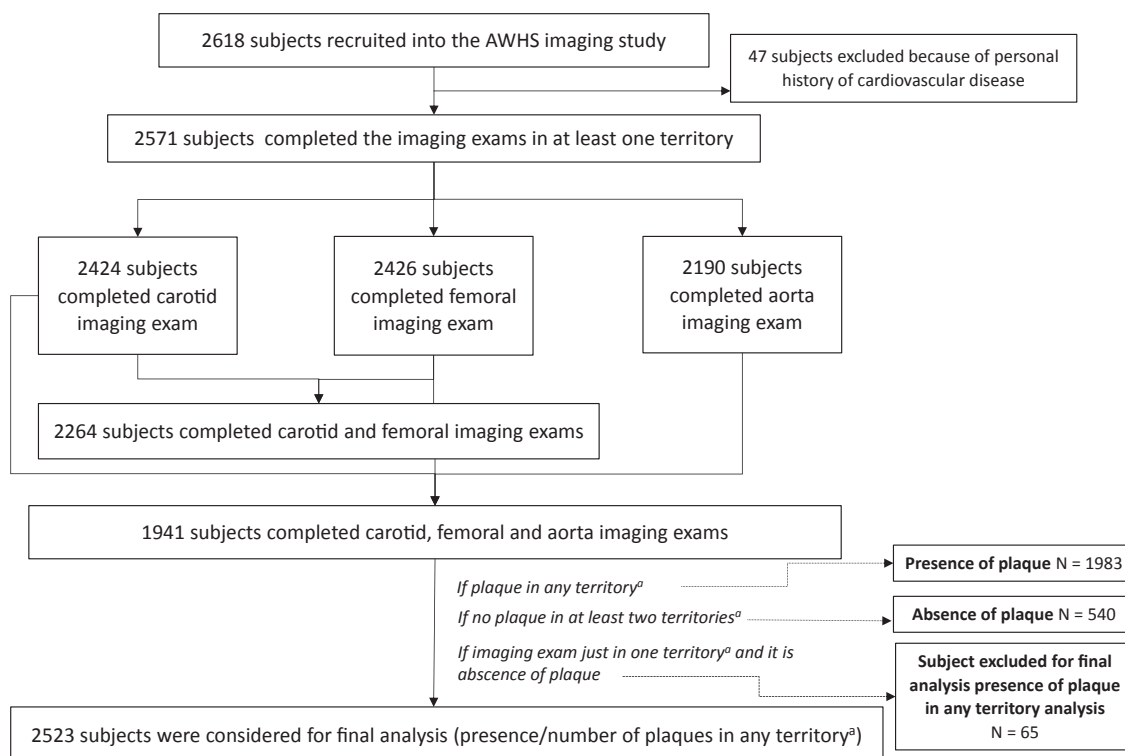 2618 subjects recruited into the AWHS imaging study
47 subjects excluded because of personal
history of cardiovascular disease
2571 subjects completed the imaging exams in at least one territory
2424 subjects
completed carotid
imaging exam
2426 subjects
completed femoral
imaging exam
2190 subjects
completed aorta
imaging exam
2264 subjects completed carotid and femoral imaging exams
1941 subjects completed carotid, femoral and aorta imaging exams
If plaque in any territoryª
Presence of plaque N = 1983
If no plaque in at least two territoriesª
Absence of plaque N = 540
If imaging exam just in one territoryª and it is
abscence of plaque
Subject excluded for final
analysis presence of plaque
in any territory analysis
N = 65
2523 subjects were considered for final analysis (presence/number of plaques in any territoryª)